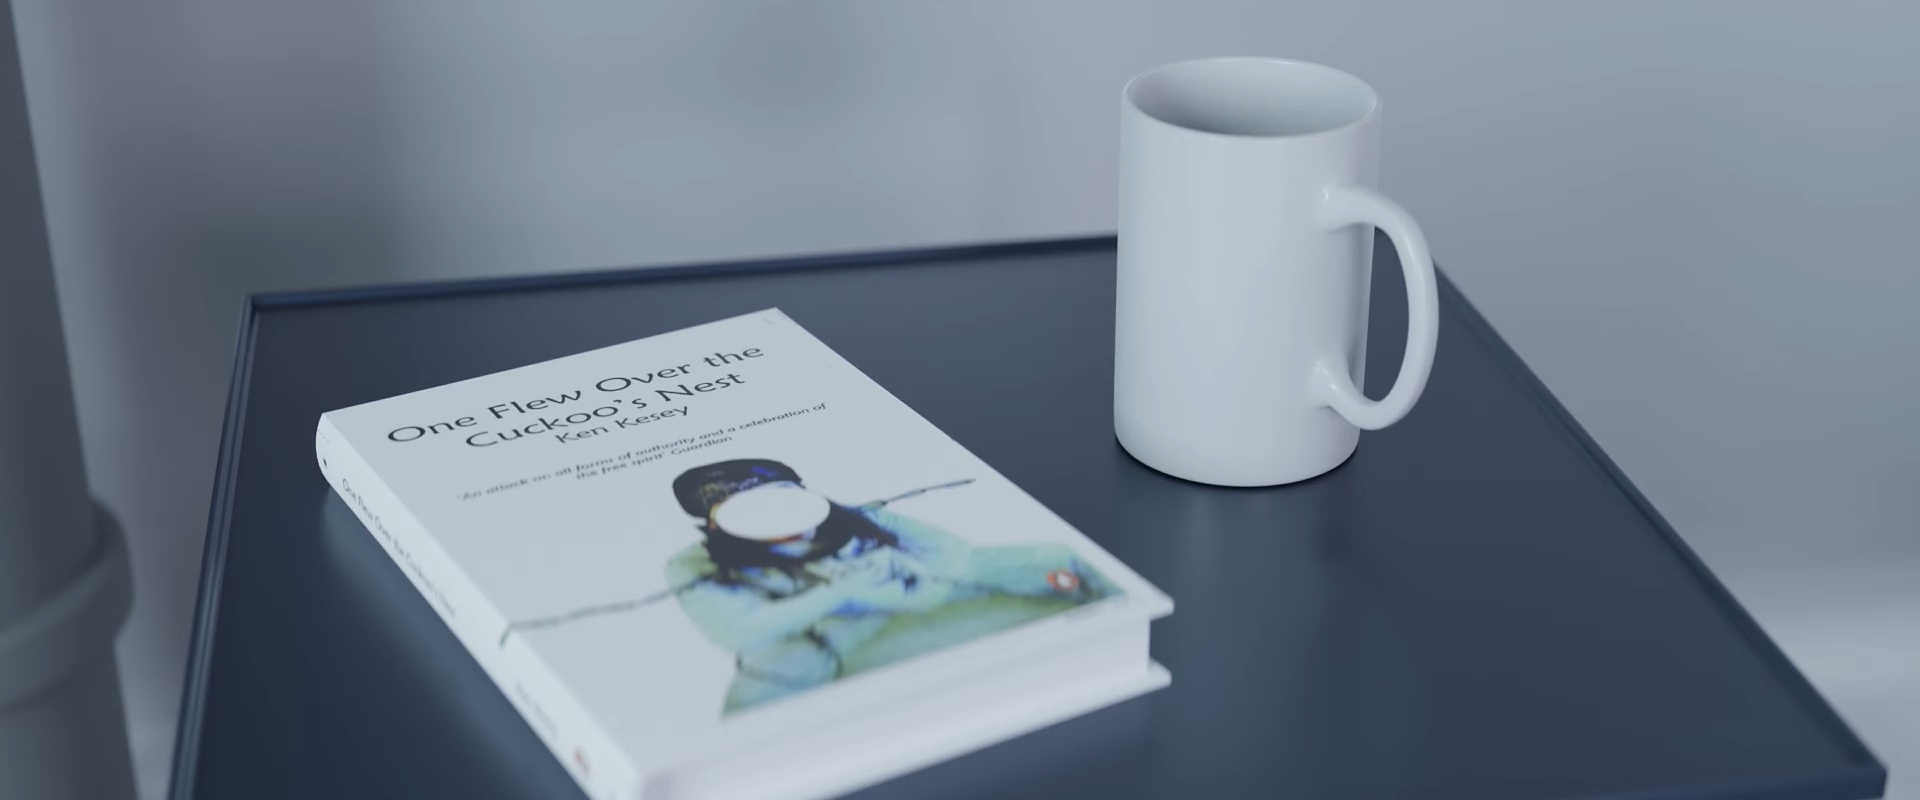 One Flew Over the
Cuckoo's Nest
Ken Kesey
'An attack on all forms of authority and a celebration of
the free spirit' Guardian
One Flew Over the Cuckoo's Nest